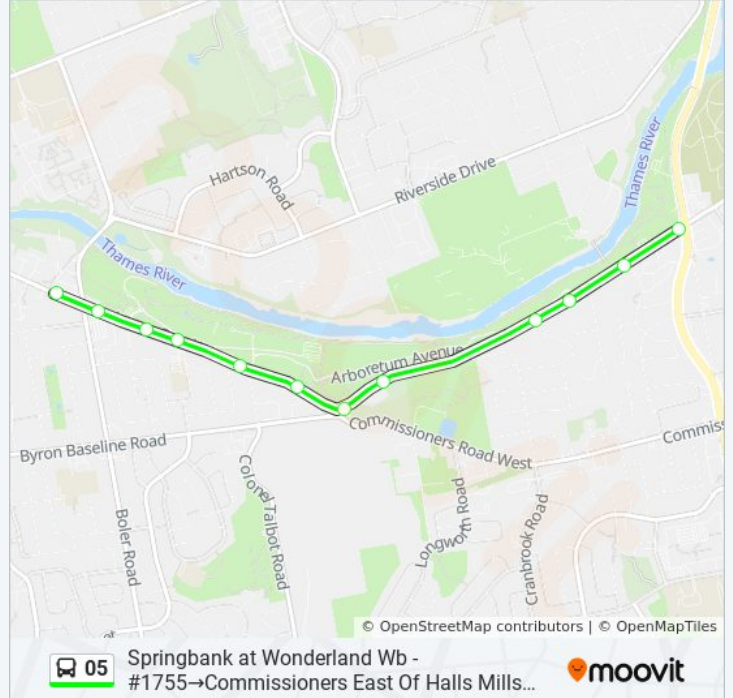 Hartson Road
Riverside Drive
Thames River
Thames River
Arboretum Avenue
Commissioners Road West
Commiss
Byron Baseline Road
Colonel Talbot Road
Boler Road
Longworth Road
Cranbrook Road
et
© OpenStreetMap contributors | © OpenMapTiles
05
Springbank at Wonderland Wb -
#1755→Commissioners East Of Halls Mills...
moovit